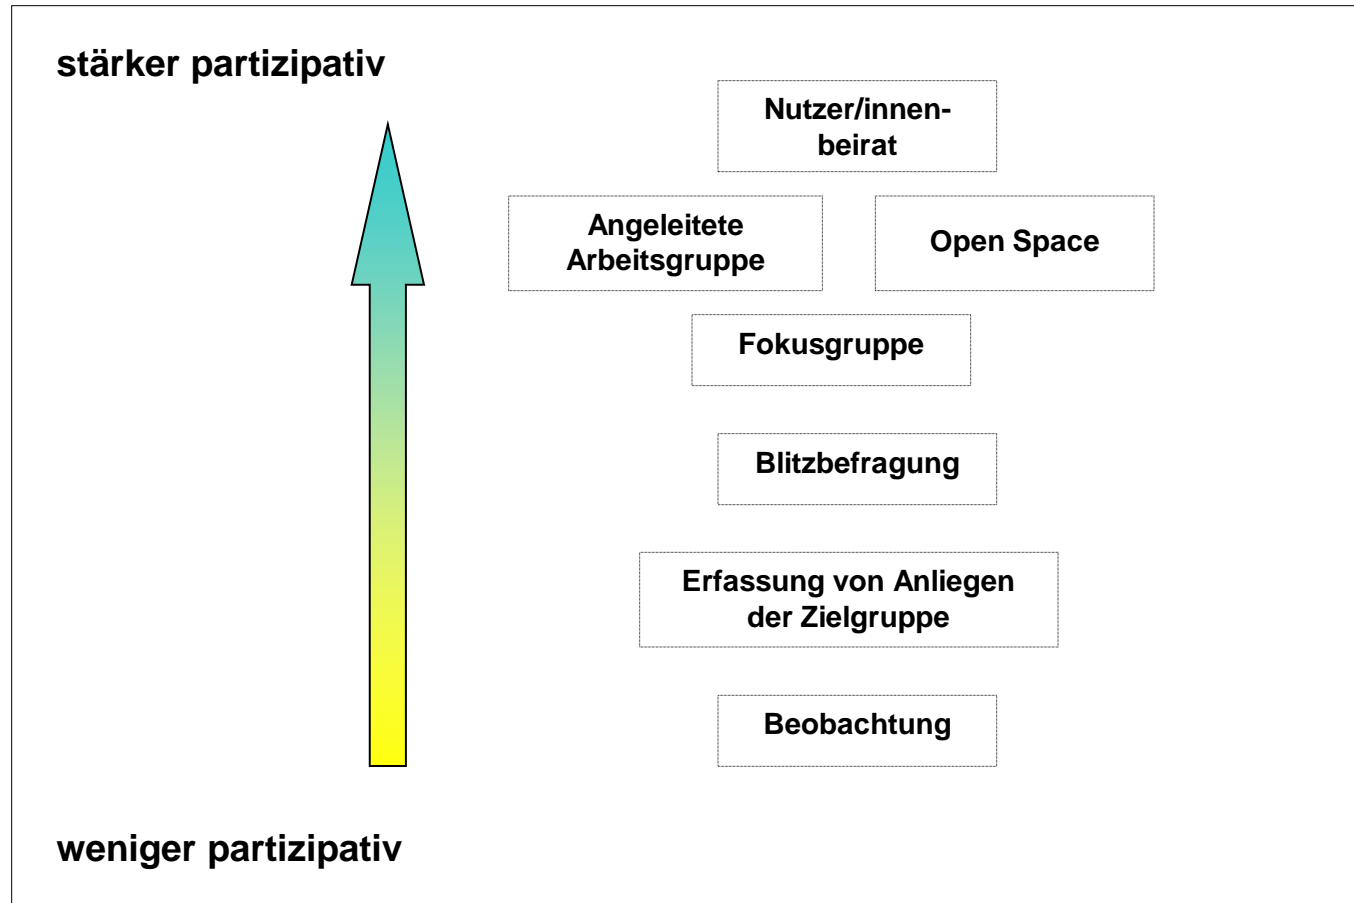 stärker partizipativ
Nutzer/innen-
beirat
Angeleitete
Arbeitsgruppe
Open Space
Fokusgruppe
Blitzbefragung
Erfassung von Anliegen
der Zielgruppe
Beobachtung
weniger partizipativ